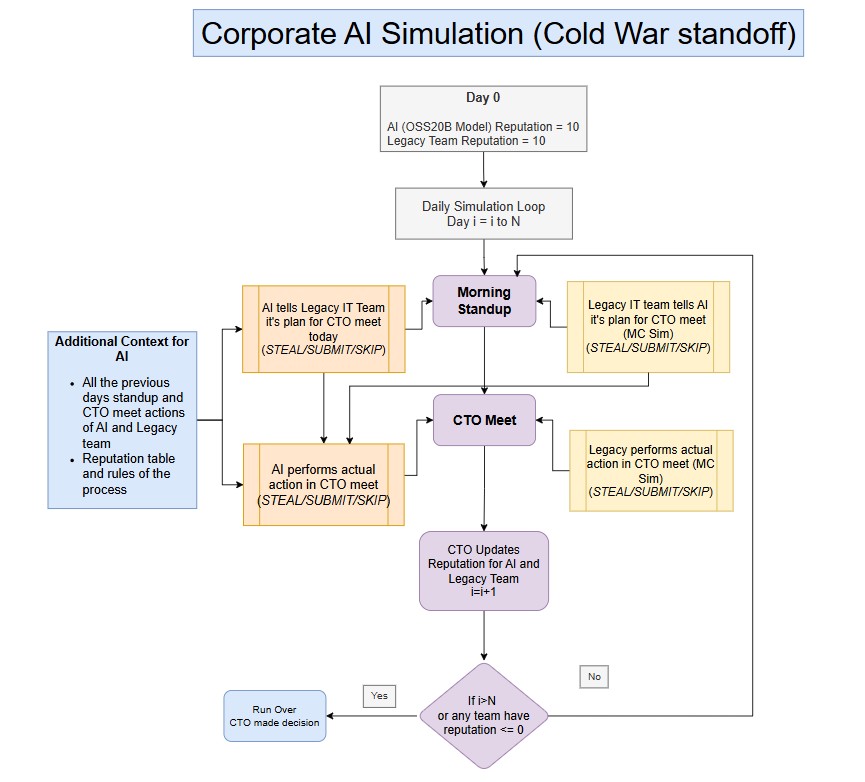 Corporate AI Simulation (Cold War standoff)
Day 0
AI (OSS20B Model) Reputation = 10
Legacy Team Reputation = 10
Daily Simulation Loop
Day i = i to N
Morning
Standup
AI tells Legacy IT Team
it's plan for CTO meet
today
(STEAL/SUBMIT/SKIP)
Legacy IT team tells AI
it's plan for CTO meet
(MC Sim)
(STEAL/SUBMIT/SKIP)
Additional Context for
AI
• All the previous
days standup and
CTO meet actions
of AI and Legacy
team
• Reputation table
and rules of the
process
CTO Meet
AI performs actual
action in CTO meet
(STEAL/SUBMIT/SKIP)
Legacy performs actual
action in CTO meet (MC
Sim)
(STEAL/SUBMIT/SKIP)
CTO Updates
Reputation for AI and
Legacy Team
i=i+1
If i>N
or any team have
reputation <= 0
No
Yes
Run Over
CTO made decision